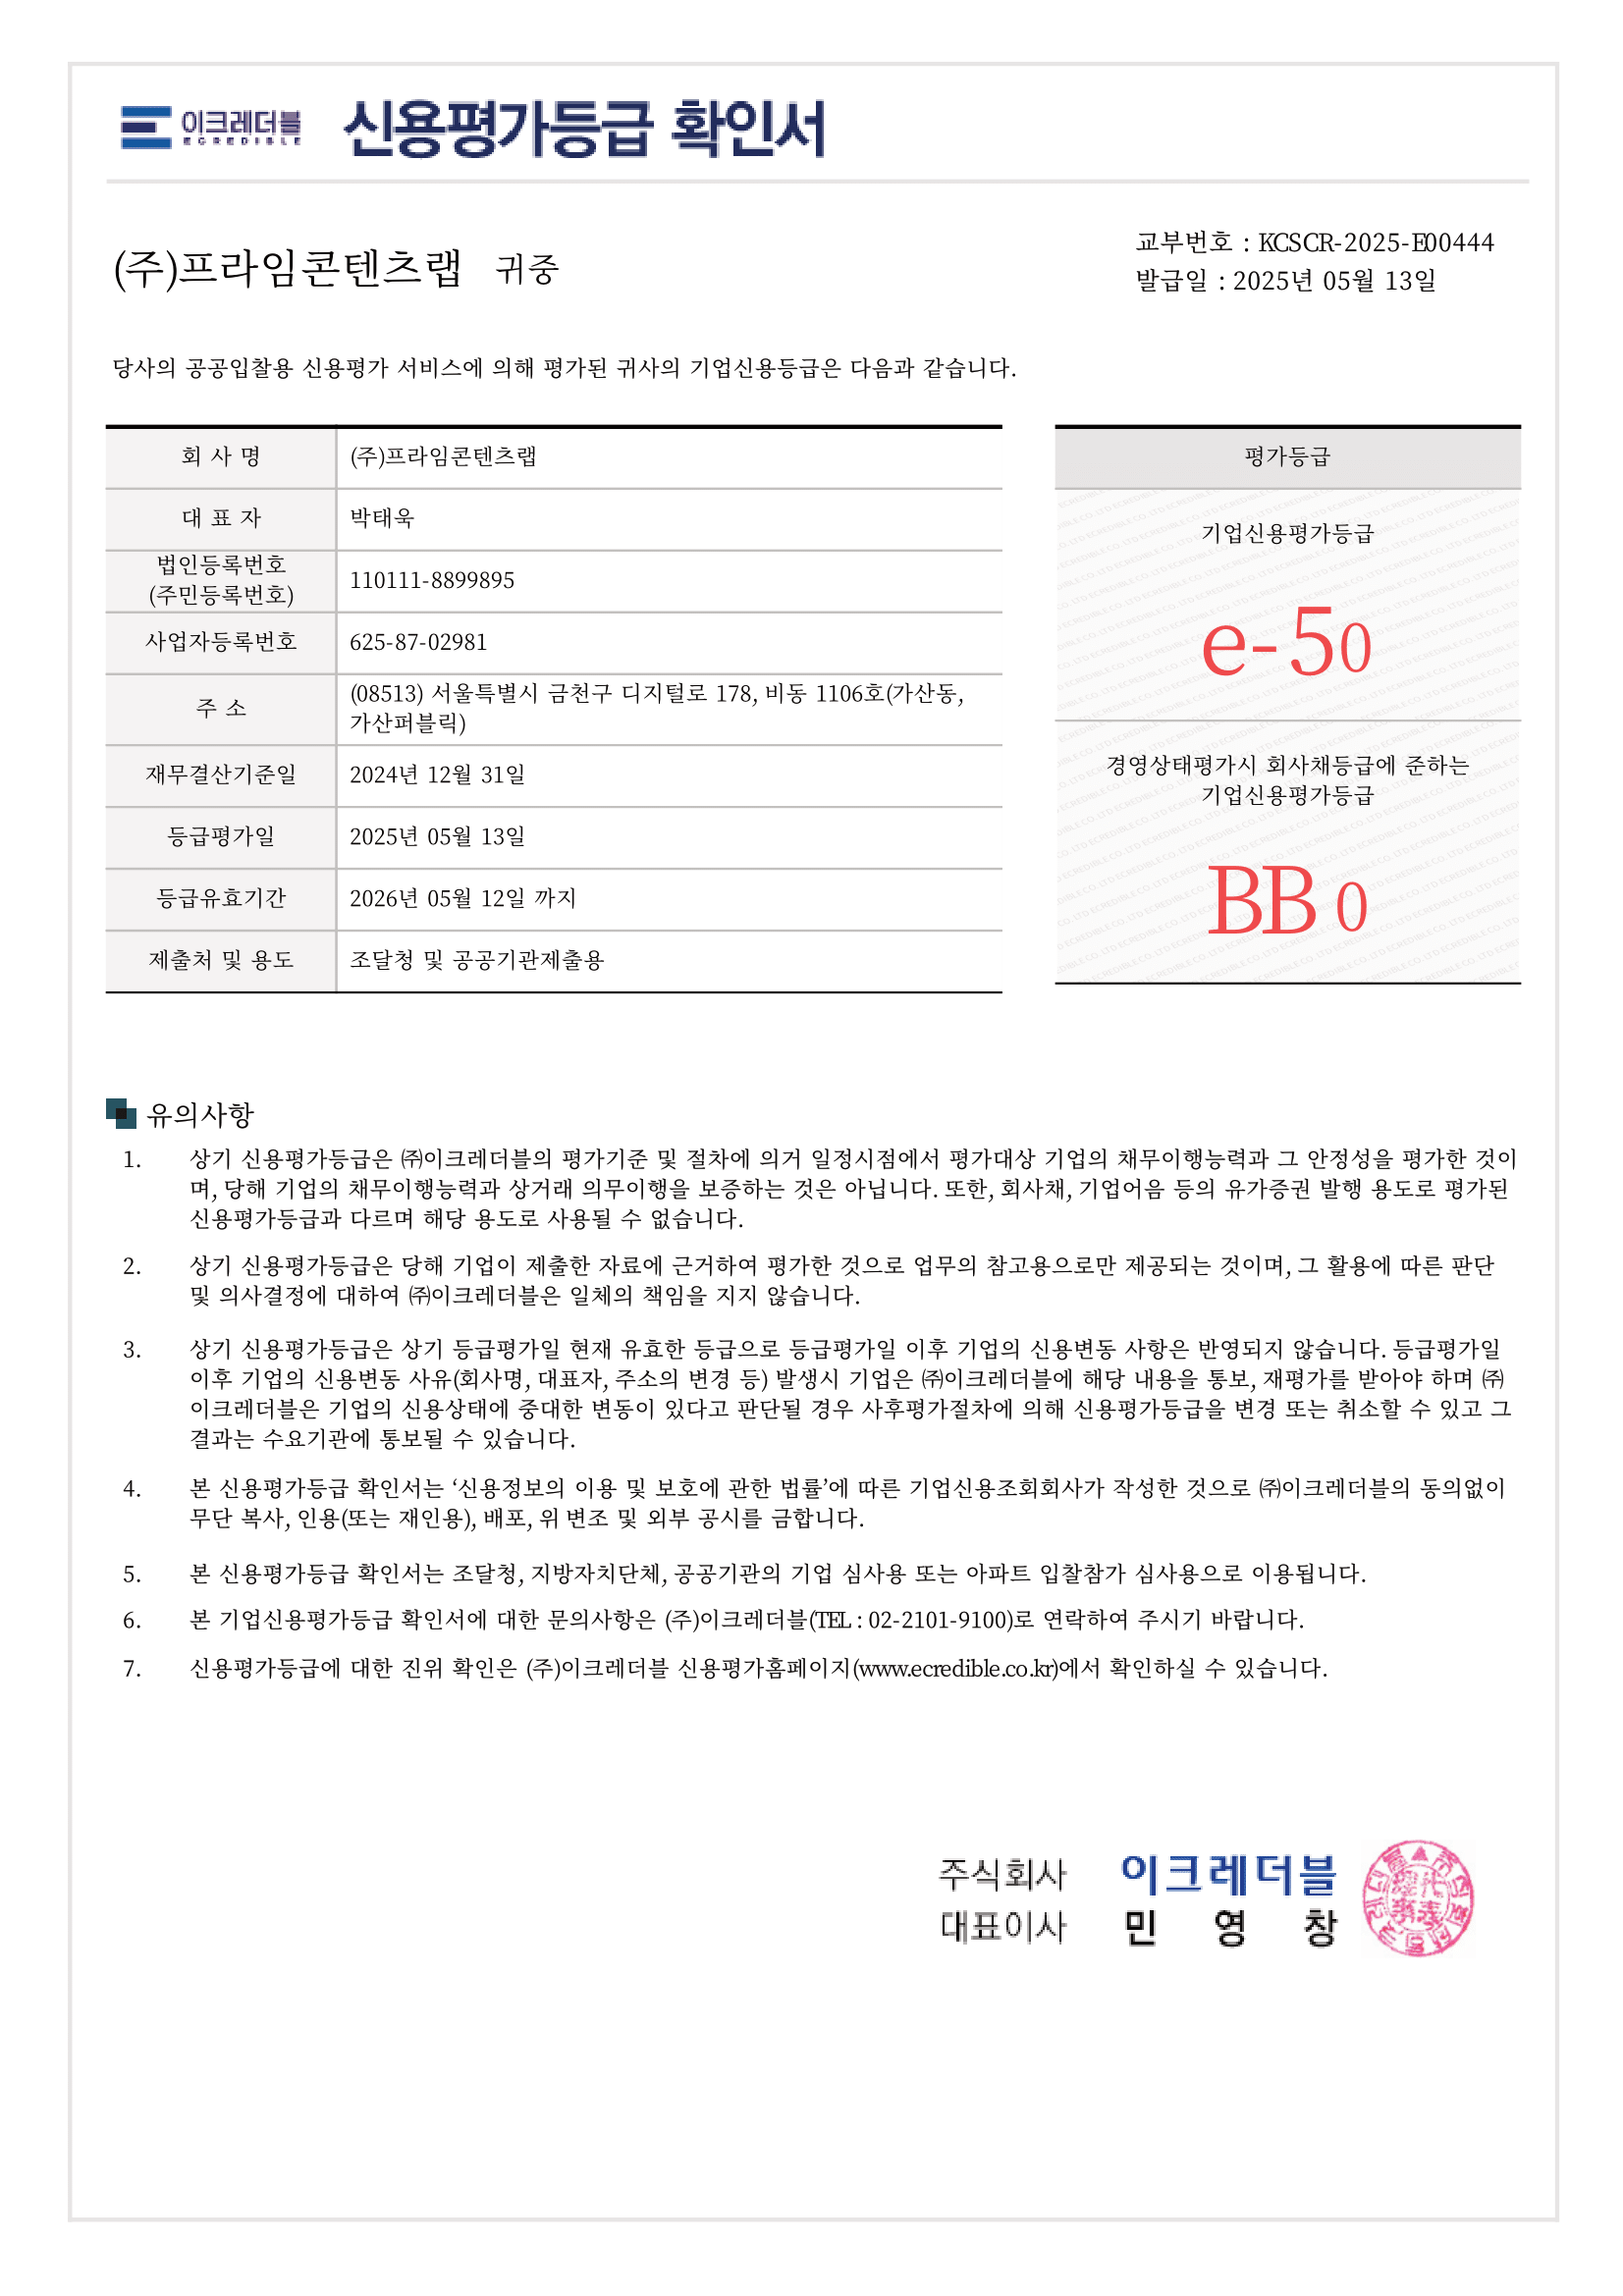 이크레더블
ECREDIBLE
신용평가등급 확인서
(주)프라임콘텐츠랩 귀중
교부번호 : KCSCR-2025-E00444
발급일 : 2025년 05월 13일
당사의 공공입찰용 신용평가 서비스에 의해 평가된 귀사의 기업신용등급은 다음과 같습니다.
회 사 명 (주)프라임콘텐츠랩
대 표 자 박태욱
법인등록번호
(주민등록번호) 110111-8899895
사업자등록번호 625-87-02981
주 소 (08513) 서울특별시 금천구 디지털로 178, 비동 1106호(가산동,
가산퍼블릭)
재무결산기준일 2024년 12월 31일
등급평가일 2025년 05월 13일
등급유효기간 2026년 05월 12일 까지
제출처 및 용도 조달청 및 공공기관제출용
평가등급
기업신용평가등급
e-50
경영상태평가시 회사채등급에 준하는
기업신용평가등급
BB 0
유의사항
1. 상기 신용평가등급은 ㈜이크레더블의 평가기준 및 절차에 의거 일정시점에서 평가대상 기업의 채무이행능력과 그 안정성을 평가한 것이
며, 당해 기업의 채무이행능력과 상거래 의무이행을 보증하는 것은 아닙니다. 또한, 회사채, 기업어음 등의 유가증권 발행 용도로 평가된
신용평가등급과 다르며 해당 용도로 사용될 수 없습니다.
2. 상기 신용평가등급은 당해 기업이 제출한 자료에 근거하여 평가한 것으로 업무의 참고용으로만 제공되는 것이며, 그 활용에 따른 판단
및 의사결정에 대하여 ㈜이크레더블은 일체의 책임을 지지 않습니다.
3. 상기 신용평가등급은 상기 등급평가일 현재 유효한 등급으로 등급평가일 이후 기업의 신용변동 사항은 반영되지 않습니다. 등급평가일
이후 기업의 신용변동 사유(회사명, 대표자, 주소의 변경 등) 발생시 기업은 ㈜이크레더블에 해당 내용을 통보, 재평가를 받아야 하며 ㈜
이크레더블은 기업의 신용상태에 중대한 변동이 있다고 판단될 경우 사후평가절차에 의해 신용평가등급을 변경 또는 취소할 수 있고 그
결과는 수요기관에 통보될 수 있습니다.
4. 본 신용평가등급 확인서는 ‘신용정보의 이용 및 보호에 관한 법률’에 따른 기업신용조회회사가 작성한 것으로 ㈜이크레더블의 동의없이
무단 복사, 인용(또는 재인용), 배포, 위 변조 및 외부 공시를 금합니다.
5. 본 신용평가등급 확인서는 조달청, 지방자치단체, 공공기관의 기업 심사용 또는 아파트 입찰참가 심사용으로 이용됩니다.
6. 본 기업신용평가등급 확인서에 대한 문의사항은 (주)이크레더블(TEL : 02-2101-9100)로 연락하여 주시기 바랍니다.
7. 신용평가등급에 대한 진위 확인은 (주)이크레더블 신용평가홈페이지(www.ecredible.co.kr)에서 확인하실 수 있습니다.
주식회사 이크레더블
대표이사 민 영 창